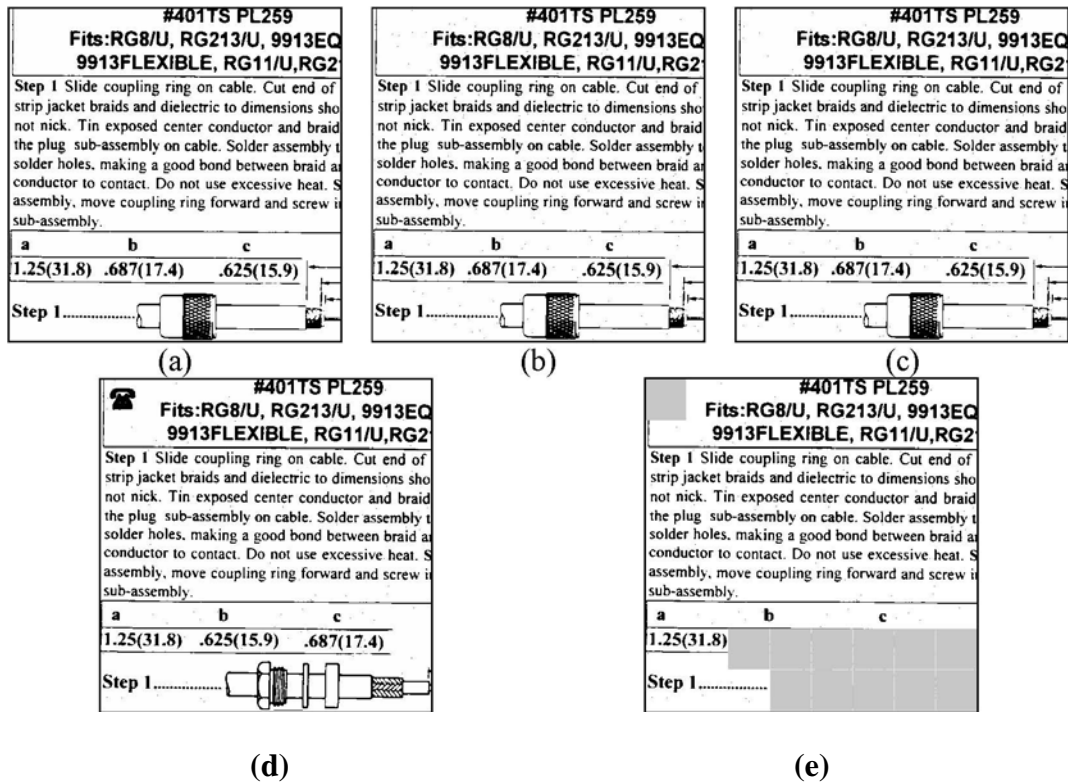 #401TS PL259
Fits:RG8/U, RG213/U, 9913EQ
9913FLEXIBLE, RG11/U,RG2
Step 1 Slide coupling ring on cable. Cut end of
strip jacket braids and dielectric to dimensions sho
not nick. Tin exposed center conductor and braid
the plug sub-assembly on cable. Solder assembly t
solder holes, making a good bond between braid a
conductor to contact. Do not use excessive heat. S
assembly, move coupling ring forward and screw i
sub-assembly.
a b c
1.25(31.8) .687(17.4) .625(15.9)
Step 1
(a)
#401TS PL259
Fits:RG8/U, RG213/U, 9913EQ
9913FLEXIBLE, RG11/U,RG2
Step 1 Slide coupling ring on cable. Cut end of
strip jacket braids and dielectric to dimensions sho
not nick. Tin exposed center conductor and braid
the plug sub-assembly on cable. Solder assembly t
solder holes, making a good bond between braid a
conductor to contact. Do not use excessive heat. S
assembly, move coupling ring forward and screw i
sub-assembly.
a b c
1.25(31.8) .687(17.4) .625(15.9)
Step 1
(b)
#401TS PL259
Fits:RG8/U, RG213/U, 9913EQ
9913FLEXIBLE, RG11/U,RG2
Step 1 Slide coupling ring on cable. Cut end of
strip jacket braids and dielectric to dimensions sho
not nick. Tin exposed center conductor and braid
the plug sub-assembly on cable. Solder assembly t
solder holes, making a good bond between braid a
conductor to contact. Do not use excessive heat. S
assembly, move coupling ring forward and screw i
sub-assembly.
a b c
1.25(31.8) .687(17.4) .625(15.9)
Step 1
(c)
#401TS PL259
Fits:RG8/U, RG213/U, 9913EQ
9913FLEXIBLE, RG11/U,RG2
Step 1 Slide coupling ring on cable. Cut end of
strip jacket braids and dielectric to dimensions sho
not nick. Tin exposed center conductor and braid
the plug sub-assembly on cable. Solder assembly t
solder holes, making a good bond between braid a
conductor to contact. Do not use excessive heat. S
assembly, move coupling ring forward and screw i
sub-assembly.
a b c
1.25(31.8) .625(15.9) .687(17.4)
Step 1
(d)
#401TS PL259
Fits:RG8/U, RG213/U, 9913EQ
9913FLEXIBLE, RG11/U,RG2
Step 1 Slide coupling ring on cable. Cut end of
strip jacket braids and dielectric to dimensions sho
not nick. Tin exposed center conductor and braid
the plug sub-assembly on cable. Solder assembly t
solder holes, making a good bond between braid a
conductor to contact. Do not use excessive heat. S
assembly, move coupling ring forward and screw i
sub-assembly.
a b c
1.25(31.8)
Step 1
(e)